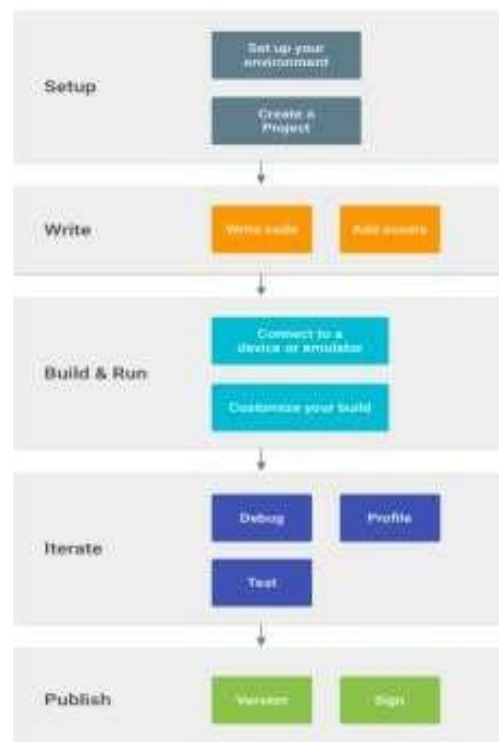 Setup
Set up your
environment
Create a
Project
Write
Write code
Add assets
Build & Run
Connect to a
device or emulator
Customize your build
Iterate
Debug
Profile
Test
Publish
Version
Sign